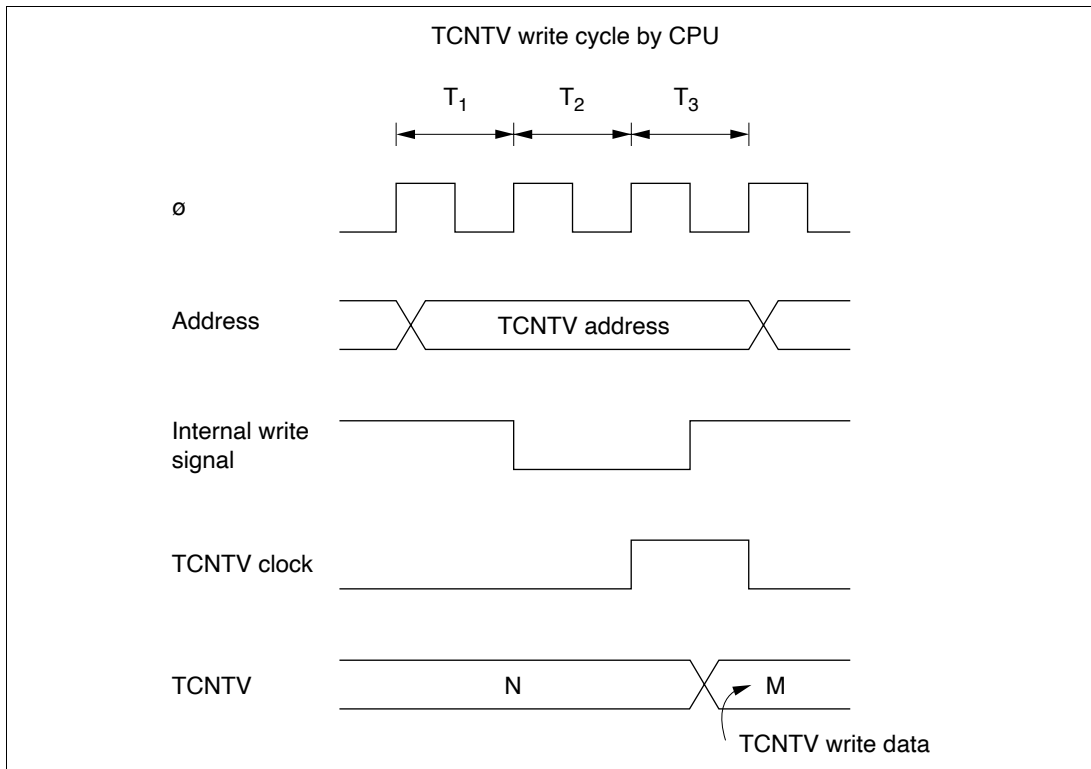 TCNTV write cycle by CPU
T₁ T₂ T₃
ø
Address
TCNTV address
Internal write
signal
TCNTV clock
TCNTV
N
M
TCNTV write data